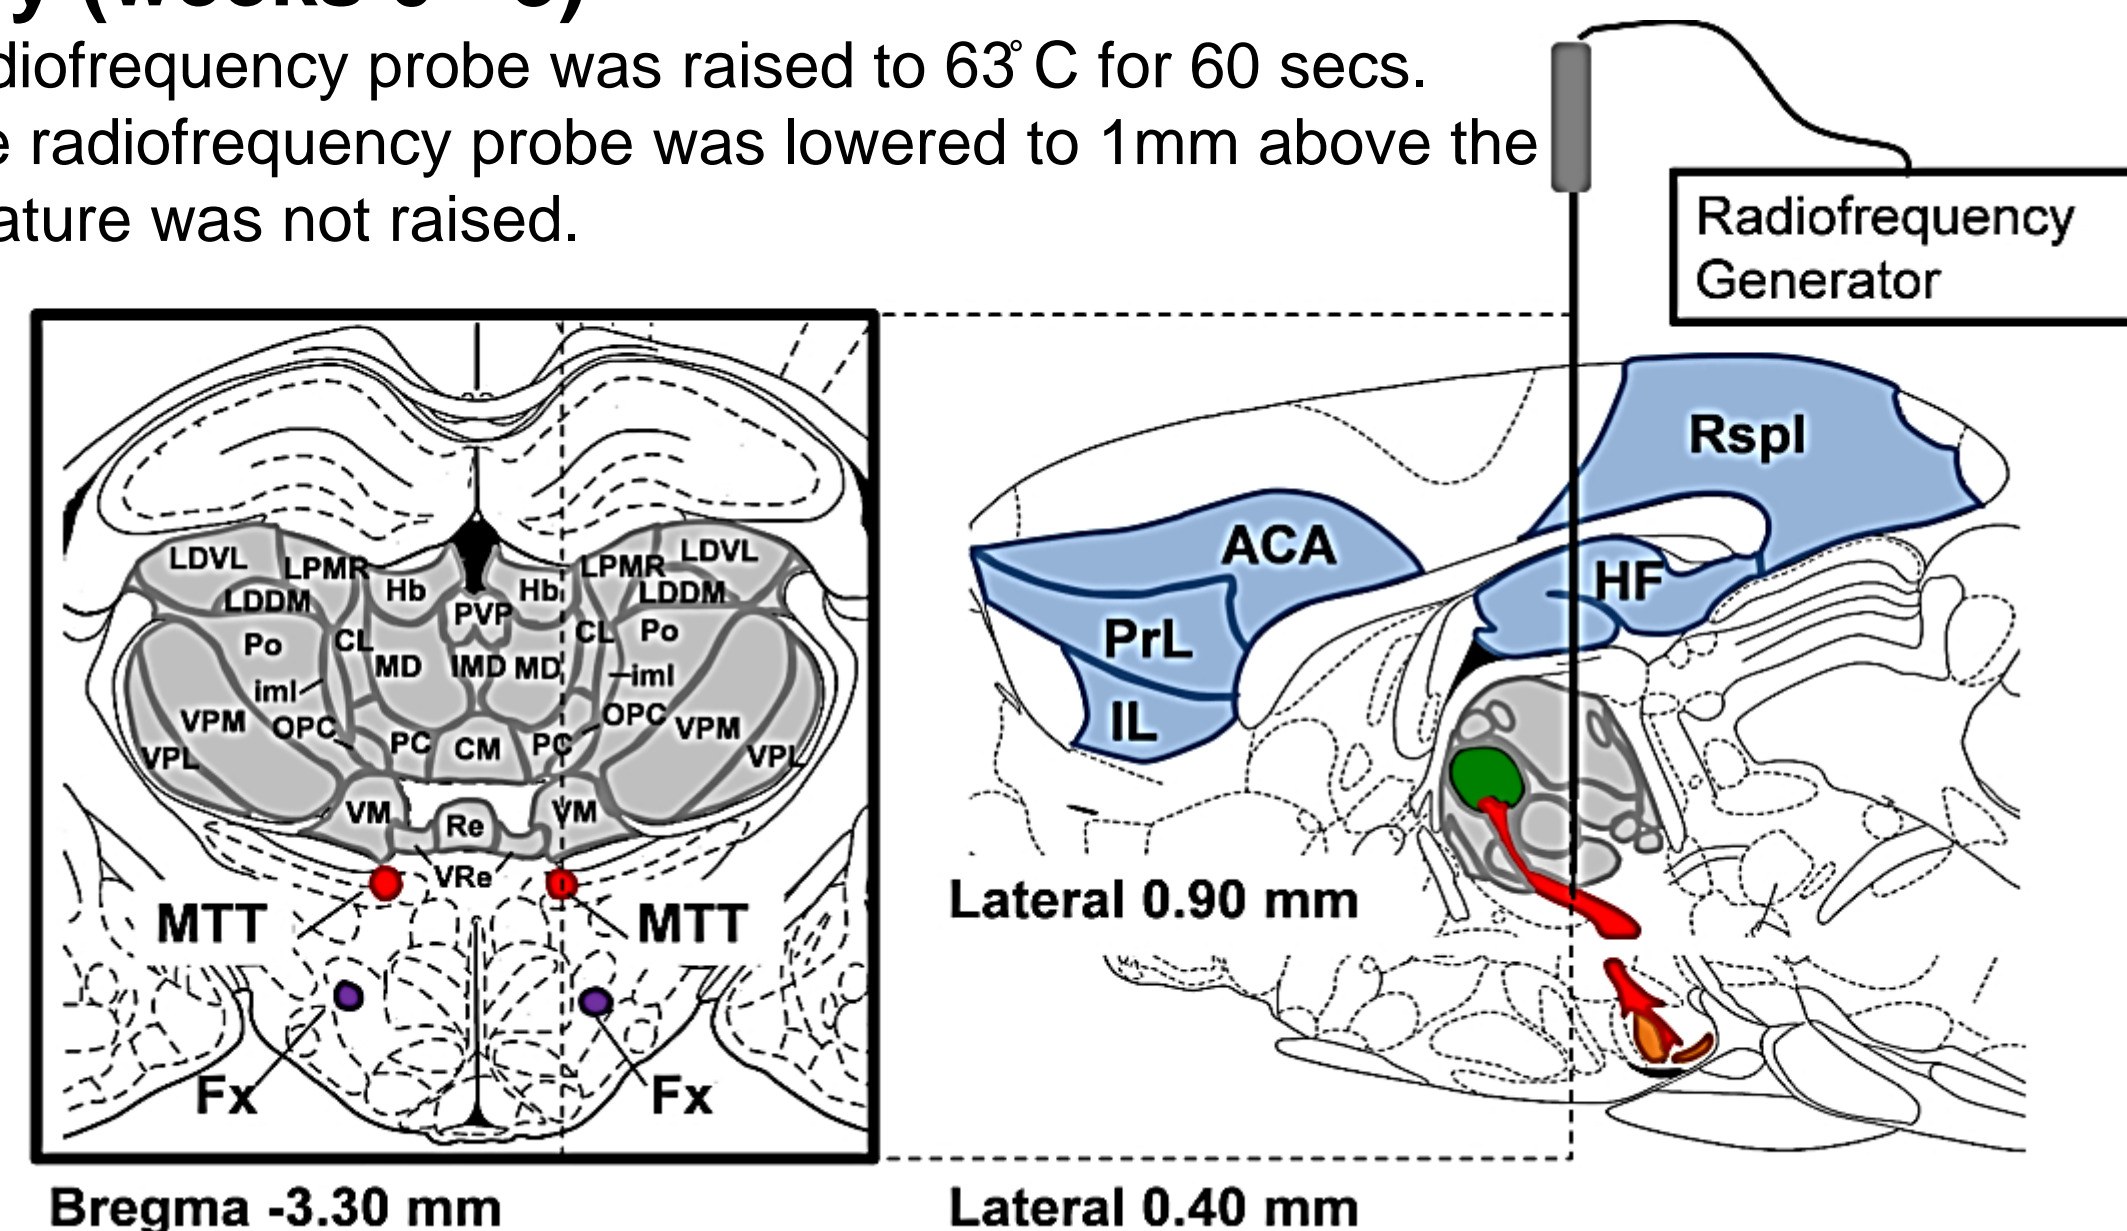 diofrequency probe was raised to 63°C for 60 secs.
e radiofrequency probe was lowered to 1mm above the
ature was not raised.
Radiofrequency
Generator
LDVL LPMR Hb Hb LPMR LDVL
LDDM PVP LDDM
Po CL MD IMD MD CL Po
iml iml
VPM OPC PC CM PC OPC VPM
VPL VPL
VM Re VM
VRe
MTT MTT
Fx Fx
Bregma -3.30 mm
Rspl
ACA
HF
PrL
IL
Lateral 0.90 mm
Lateral 0.40 mm